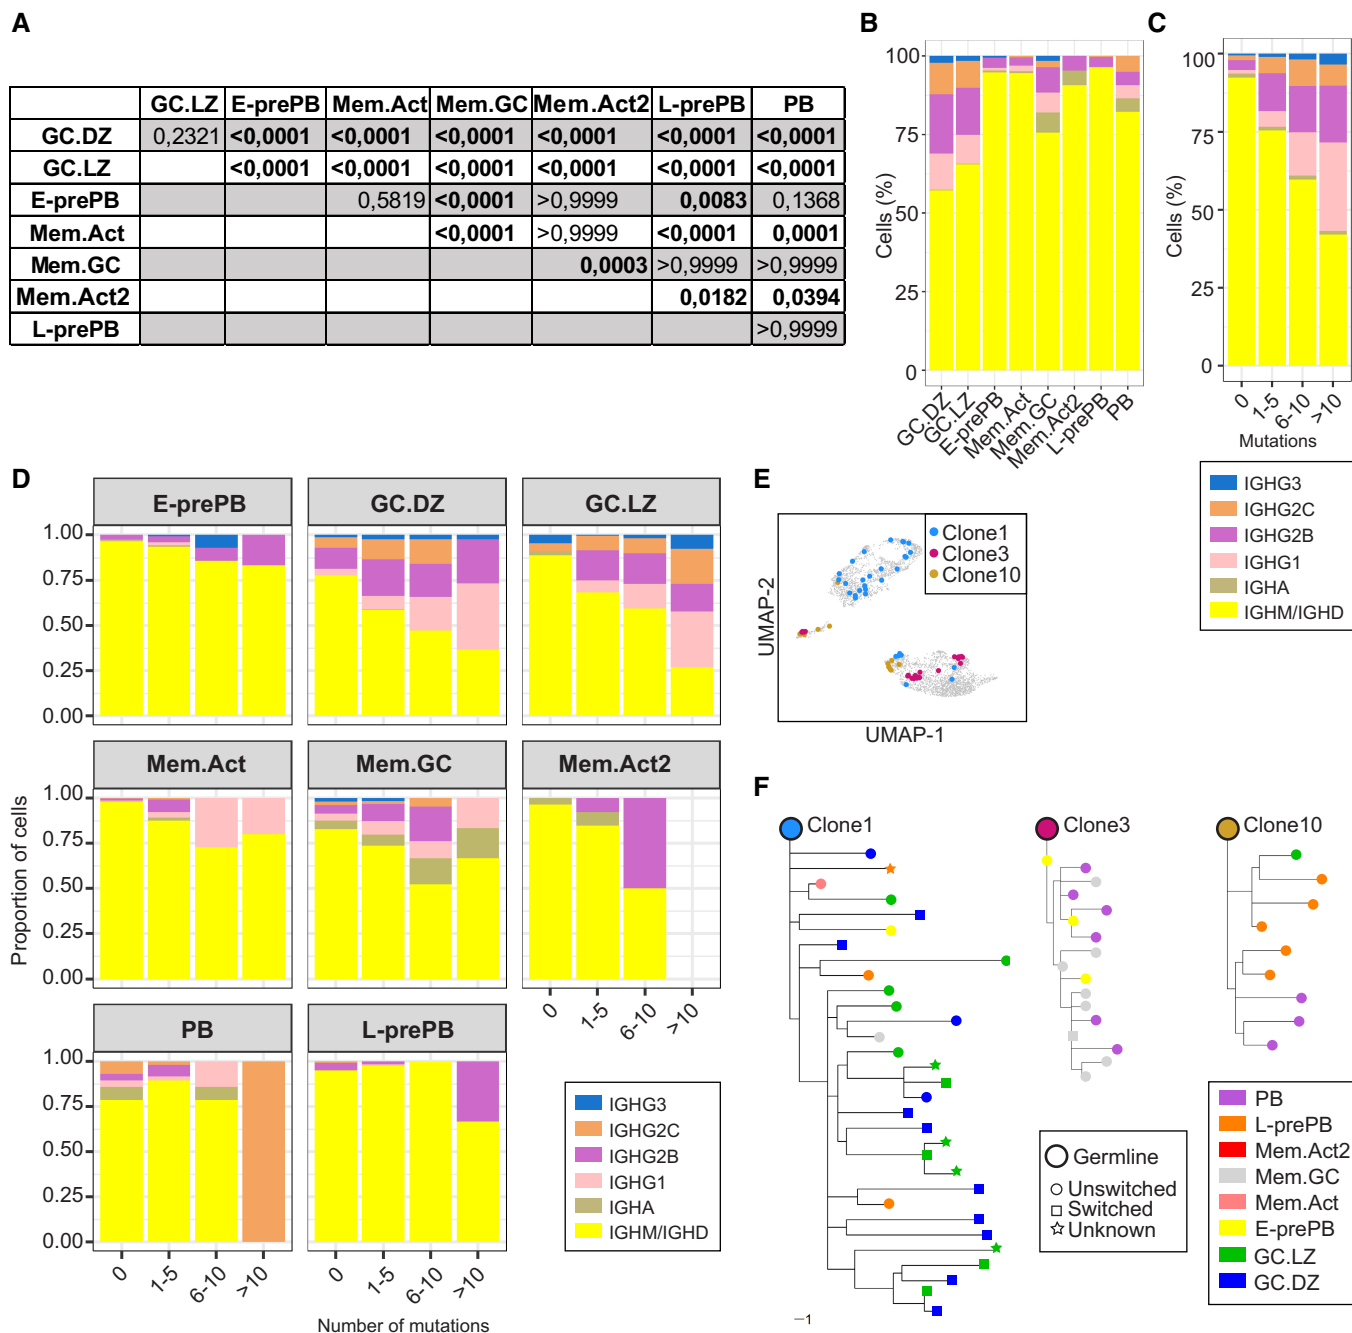 A
GC.LZ E-prePB Mem.Act Mem.GC Mem.Act2 L-prePB PB
GC.DZ 0,2321 <0,0001 <0,0001 <0,0001 <0,0001 <0,0001 <0,0001
GC.LZ <0,0001 <0,0001 <0,0001 <0,0001 <0,0001 <0,0001
E-prePB 0,5819 <0,0001 >0,9999 0,0083 0,1368
Mem.Act <0,0001 >0,9999 <0,0001 0,0001
Mem.GC 0,0003 >0,9999 >0,9999
Mem.Act2 0,0182 0,0394
L-prePB >0,9999
B
Cells (%)
100
75
50
25
0
GC.DZ GC.LZ E-prePB Mem.Act Mem.GC Mem.Act2 L-prePB PB
C
Cells (%)
100
75
50
25
0
0 1-5 6-10 >10
Mutations
IGHG3
IGHG2C
IGHG2B
IGHG1
IGHA
IGHM/IGHD
D
Proportion of cells
E-prePB GC.DZ GC.LZ
1.00
0.75
0.50
0.25
0.00
Mem.Act Mem.GC Mem.Act2
1.00
0.75
0.50
0.25
0.00
0 1-5 6-10 >10
PB L-prePB
1.00
0.75
0.50
0.25
0.00
0 1-5 6-10 >10 0 1-5 6-10 >10
Number of mutations
IGHG3
IGHG2C
IGHG2B
IGHG1
IGHA
IGHM/IGHD
E
Clone1
Clone3
Clone10
UMAP-2
UMAP-1
F
Clone1 Clone3 Clone10
1
Germline
Unswitched
Switched
Unknown
PB
L-prePB
Mem.Act2
Mem.GC
Mem.Act
E-prePB
GC.LZ
GC.DZ